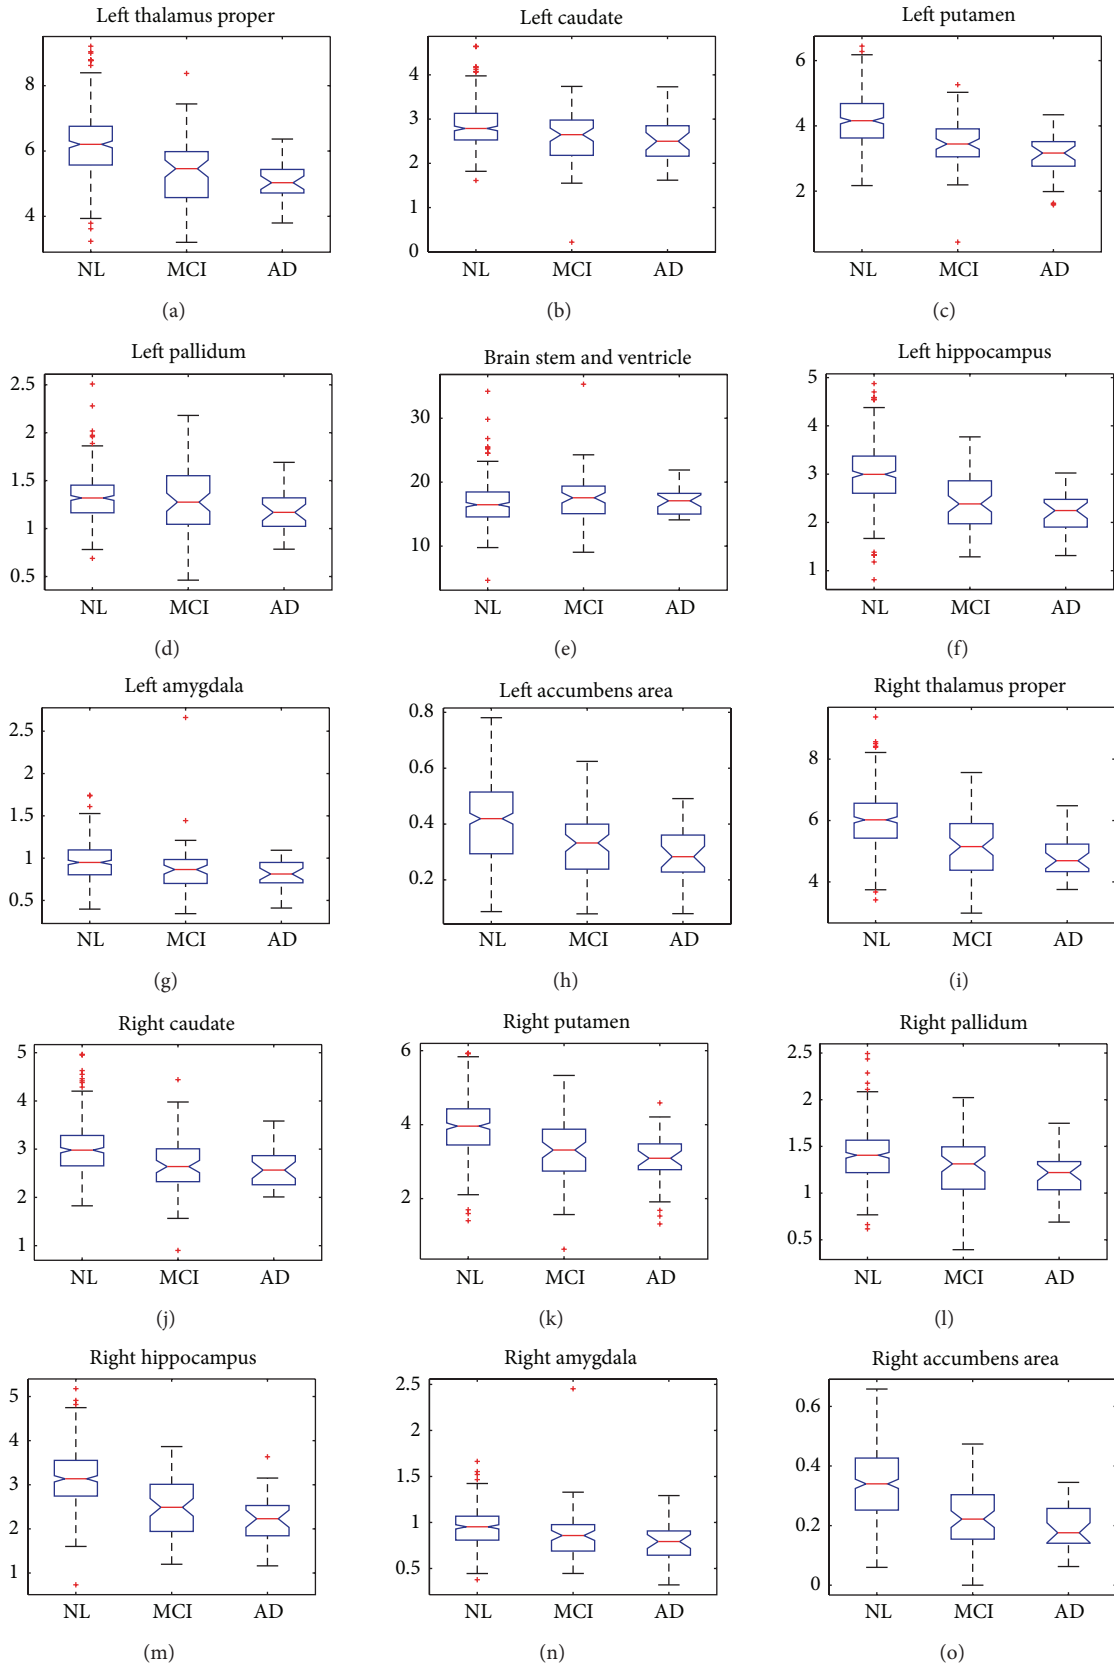 Left thalamus proper
8
6
4
NL MCI AD
(a)
Left caudate
4
3
2
1
0
NL MCI AD
(b)
Left putamen
6
4
2
NL MCI AD
(c)
Left pallidum
2.5
2
1.5
1
0.5
NL MCI AD
(d)
Brain stem and ventricle
30
20
10
NL MCI AD
(e)
Left hippocampus
5
4
3
2
1
NL MCI AD
(f)
Left amygdala
2.5
2
1.5
1
0.5
NL MCI AD
(g)
Left accumbens area
0.8
0.6
0.4
0.2
NL MCI AD
(h)
Right thalamus proper
8
6
4
NL MCI AD
(i)
Right caudate
5
4
3
2
1
NL MCI AD
(j)
Right putamen
6
4
2
NL MCI AD
(k)
Right pallidum
2.5
2
1.5
1
0.5
NL MCI AD
(l)
Right hippocampus
5
4
3
2
1
NL MCI AD
(m)
Right amygdala
2.5
2
1.5
1
0.5
NL MCI AD
(n)
Right accumbens area
0.6
0.4
0.2
0
NL MCI AD
(o)